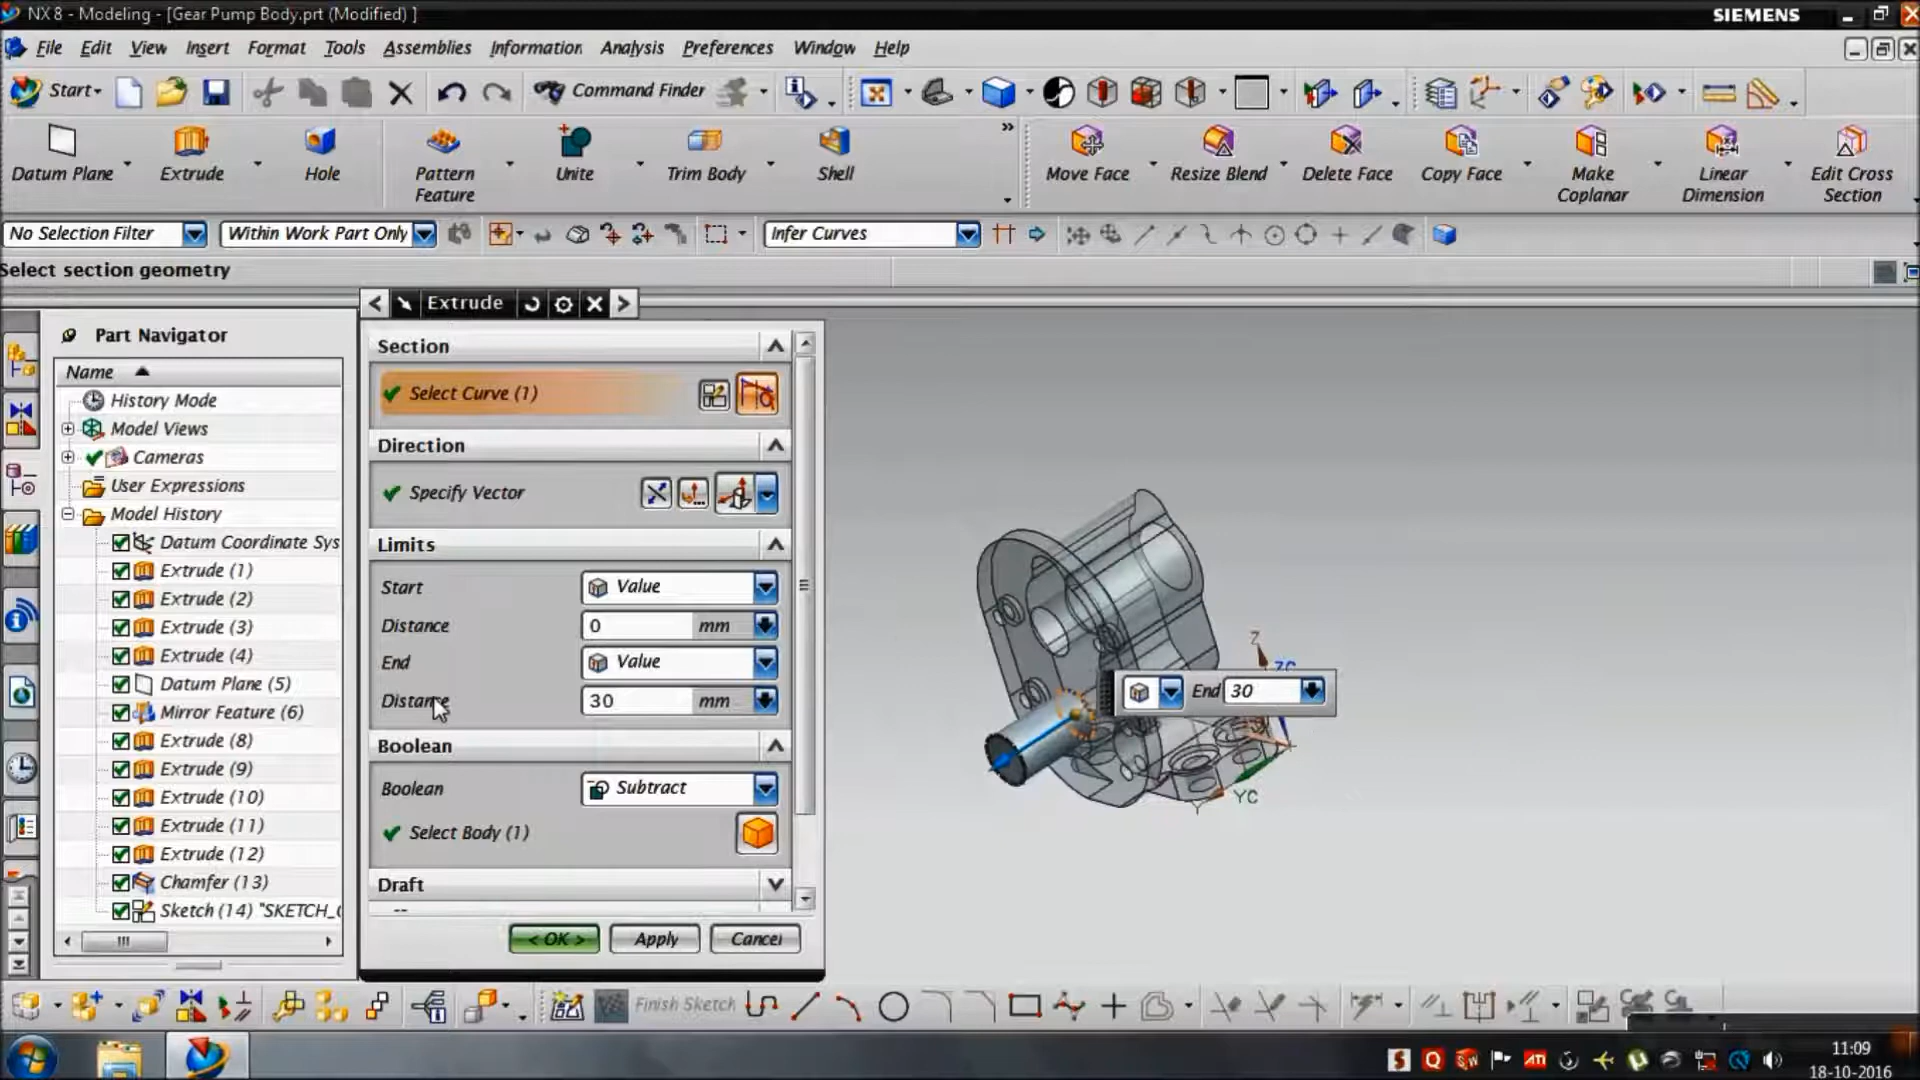 NX 8 - Modeling - [Gear Pump Body.prt (Modified) ]
SIEMENS
File Edit View Insert Format Tools Assemblies Information Analysis Preferences Window Help
Start Command Finder
Datum Plane Extrude Hole Pattern Feature Unite Trim Body Shell Move Face Resize Blend Delete Face Copy Face Make Coplanar Linear Dimension Edit Cross Section
No Selection Filter Within Work Part Only Infer Curves
Select section geometry
Extrude
Part Navigator
Name
History Mode
Model Views
Cameras
User Expressions
Model History
Datum Coordinate Sys
Extrude (1)
Extrude (2)
Extrude (3)
Extrude (4)
Datum Plane (5)
Mirror Feature (6)
Extrude (8)
Extrude (9)
Extrude (10)
Extrude (11)
Extrude (12)
Chamfer (13)
Sketch (14) "SKETCH_
Section
Select Curve (1)
Direction
Specify Vector
Limits
Start Value
Distance 0 mm
End Value
Distance 30 mm
Boolean
Boolean Subtract
Select Body (1)
Draft
< OK > Apply Cancel
Z
ZC
End 30
YC
Finish Sketch
11:09
18-10-2016